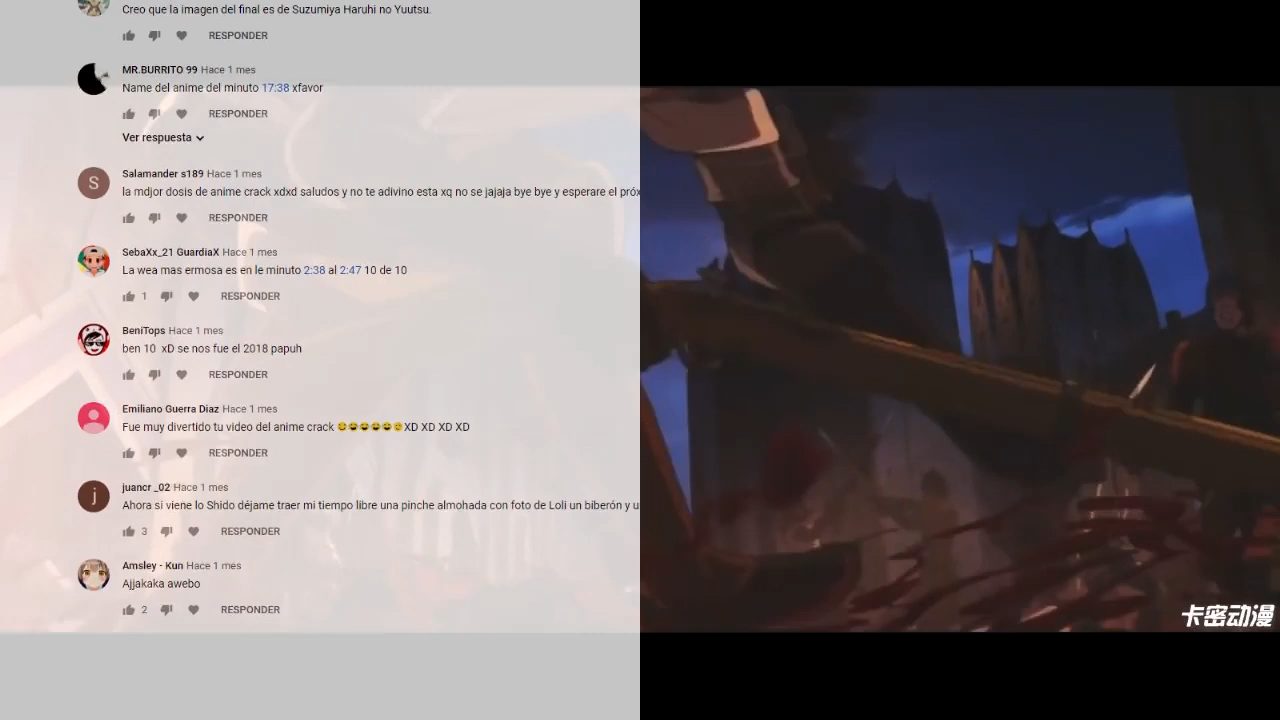 Creo que la imagen del final es de Suzumiya Haruhi no Yuutsu.
RESPONDER
MR.BURRITO 99 Hace 1 mes
Name del anime del minuto 17:38 xfavor
RESPONDER
Ver respuesta
S
Salamander s189 Hace 1 mes
la mdjor dosis de anime crack xdxd saludos y no te adivino esta xq no se jajaja bye bye y esperare el próx
RESPONDER
SebaXx_21 GuardiaX Hace 1 mes
La wea mas ermosa es en le minuto 2:38 al 2:47 10 de 10
1 RESPONDER
BeniTops Hace 1 mes
ben 10 xD se nos fue el 2018 papuh
RESPONDER
Emiliano Guerra Diaz Hace 1 mes
Fue muy divertido tu video del anime crack 😆😂😂😂😂😆XD XD XD XD
RESPONDER
j
juancr _02 Hace 1 mes
Ahora si viene lo Shido déjame traer mi tiempo libre una pinche almohada con foto de Loli un biberón y u
3 RESPONDER
Amsley - Kun Hace 1 mes
Ajjakaka awebo
2 RESPONDER
卡密动漫